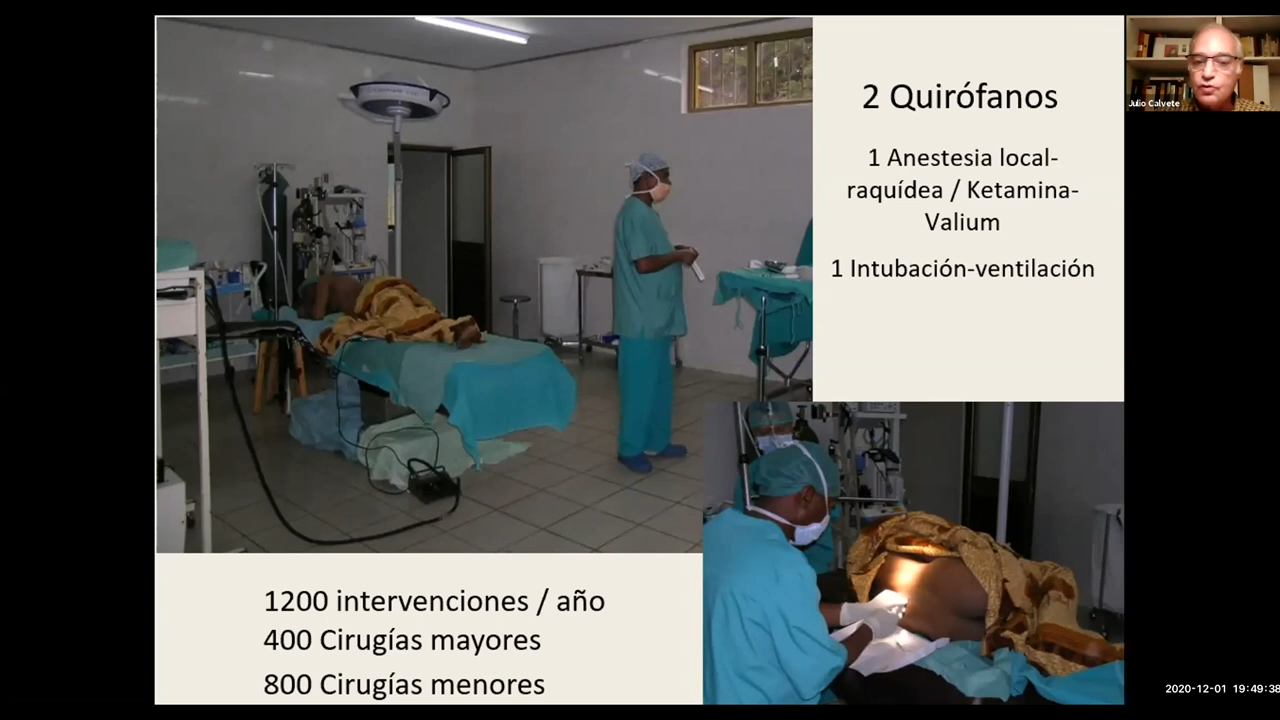 2 Quirófanos
1 Anestesia local-
raquídea / Ketamina-
Valium
1 Intubación-ventilación
Julio Calvete
1200 intervenciones / año
400 Cirugías mayores
800 Cirugías menores
2020-12-01 19:49:38